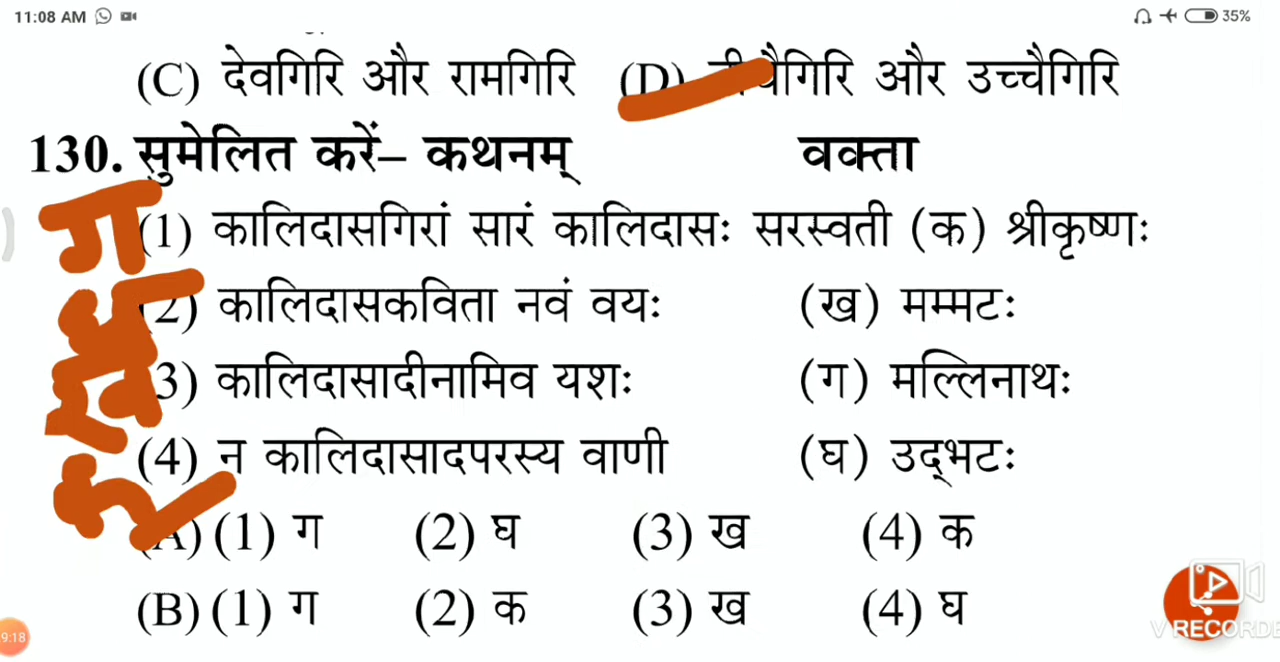 11:08 AM 35%
(C) देवगिरि और रामगिरि (D) नीचैगिरि और उच्चैगिरि
130. सुमेलित करें– कथनम् वक्ता
ग (1) कालिदासगिरां सारं कालिदासः सरस्वती (क) श्रीकृष्णः
(2) कालिदासकविता नवं वयः (ख) मम्मटः
(3) कालिदासादीनामिव यशः (ग) मल्लिनाथः
(4) न कालिदासादपरस्य वाणी (घ) उद्भटः
(A) (1) ग (2) घ (3) ख (4) क
(B) (1) ग (2) क (3) ख (4) घ
9:18
V RECORDE